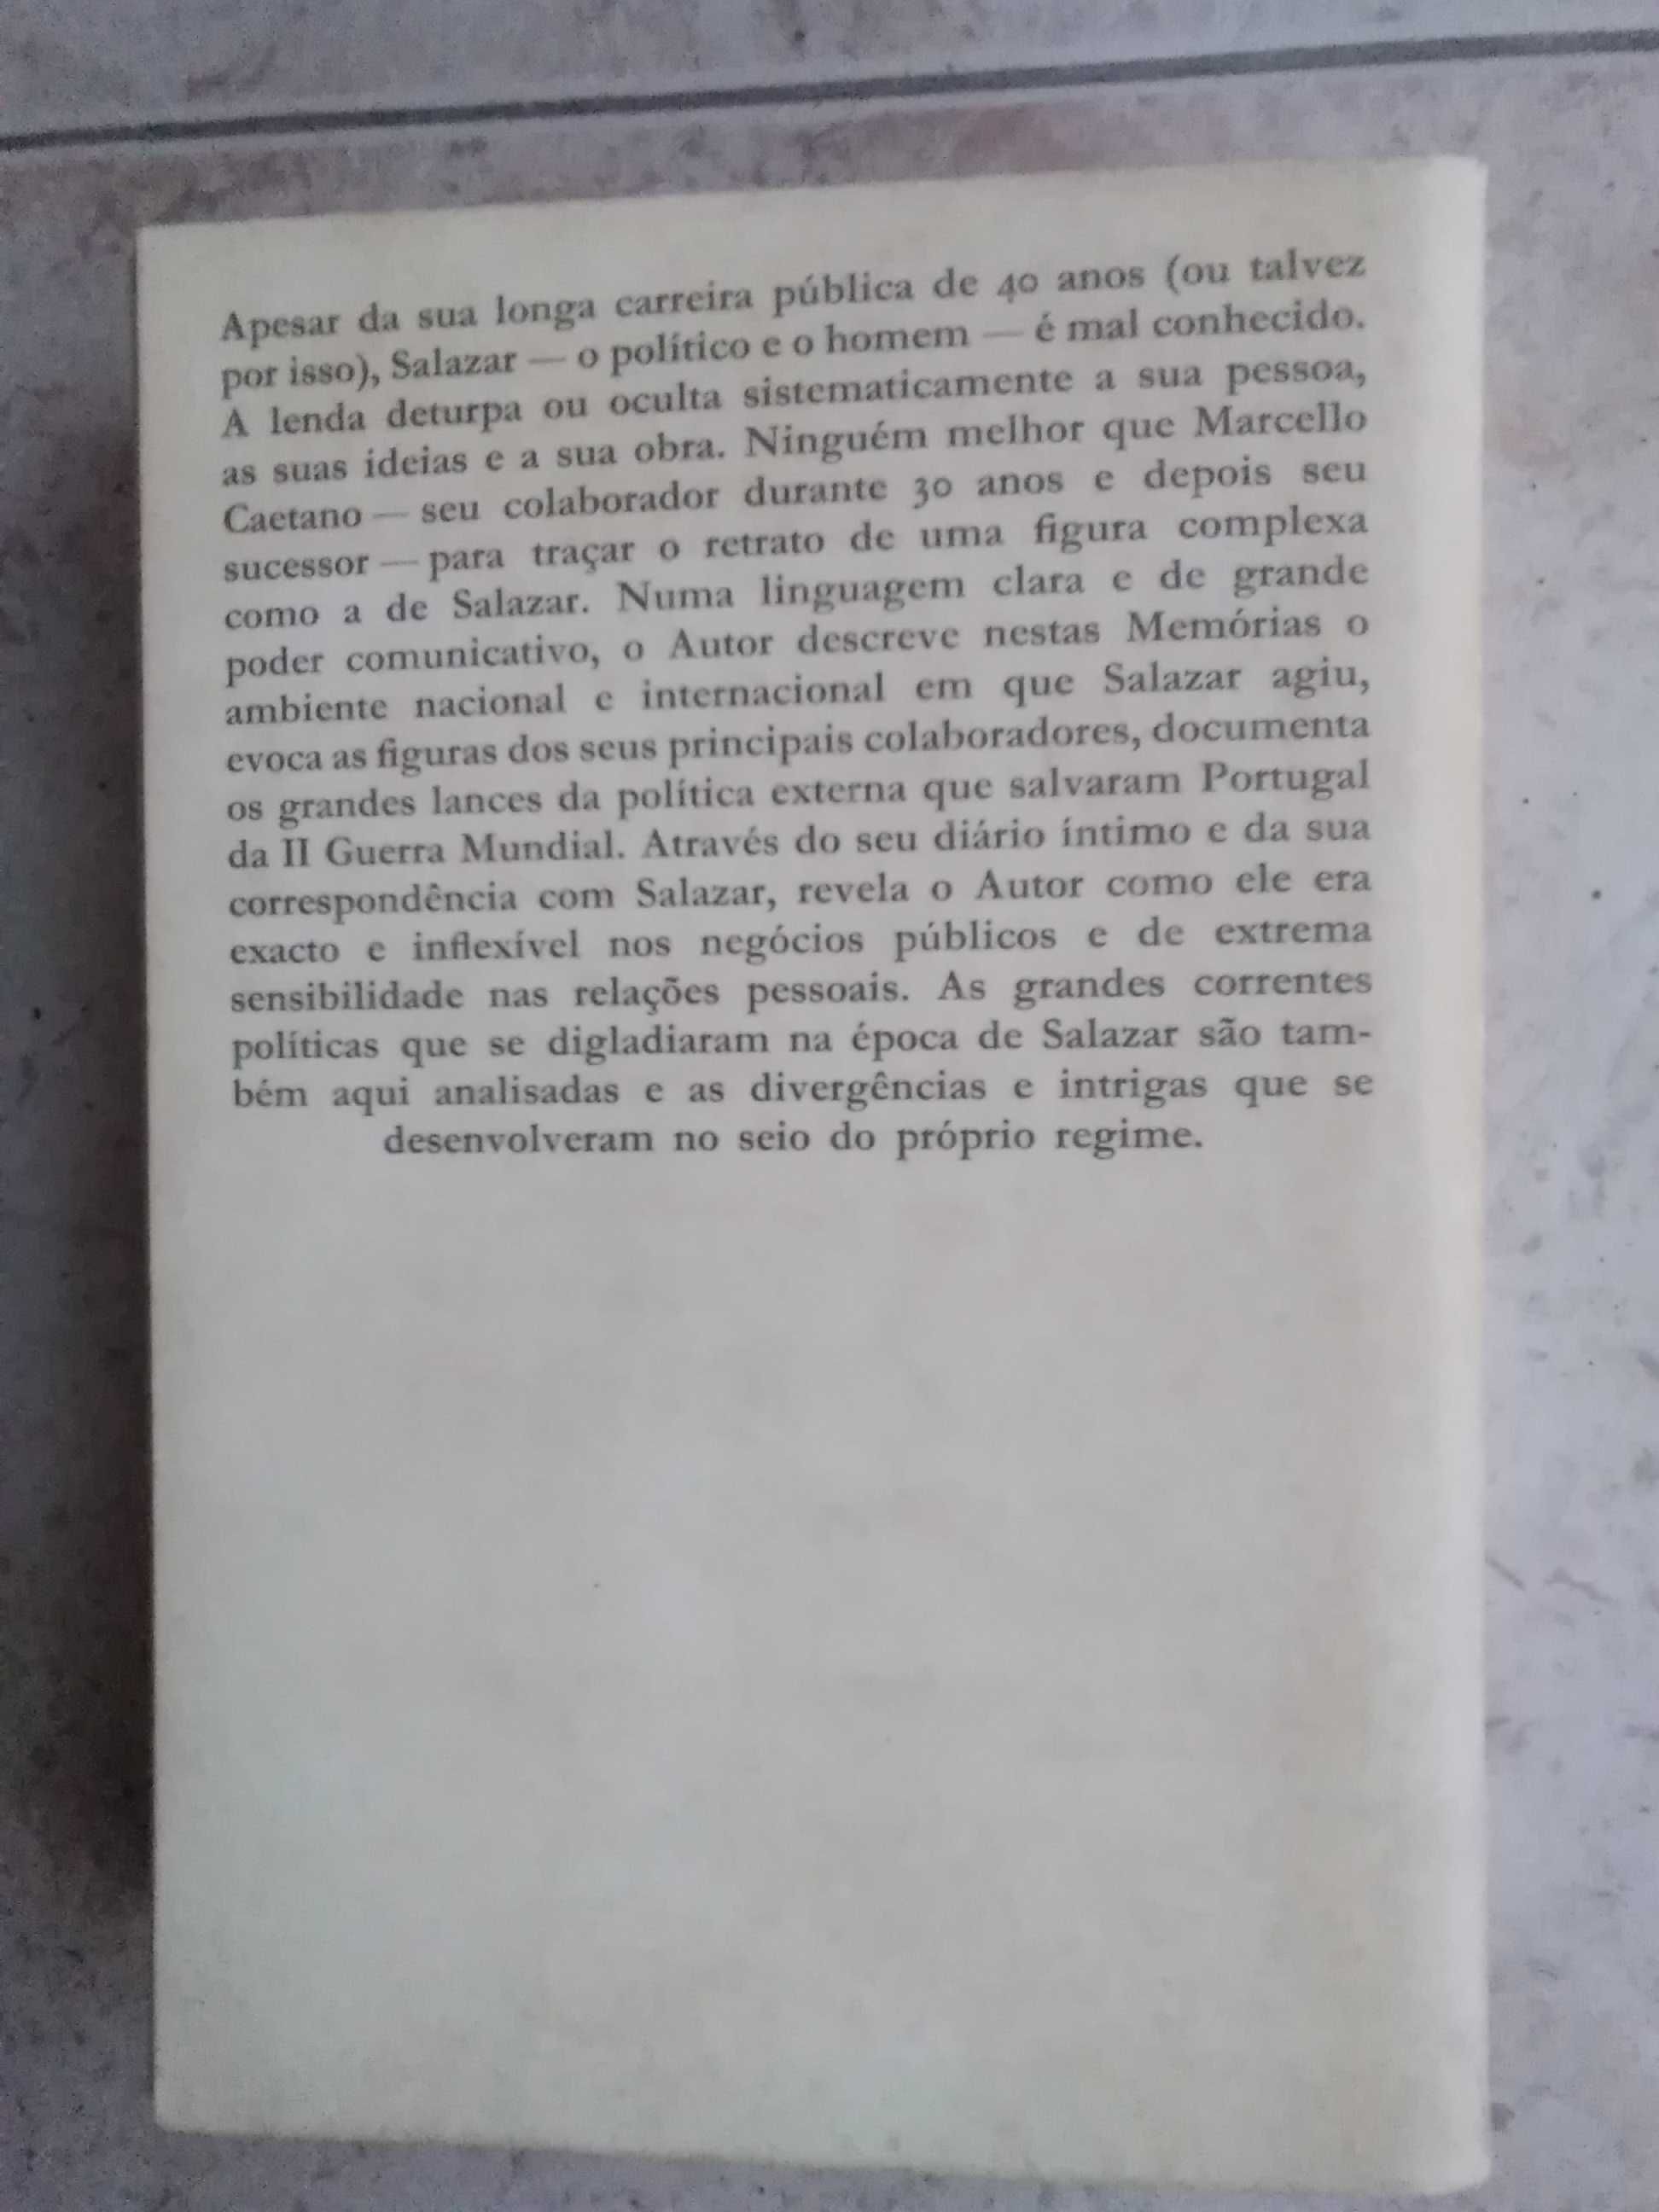 Apesar da sua longa carreira pública de 40 anos (ou talvez
por isso), Salazar — o político e o homem — é mal conhecido.
A lenda deturpa ou oculta sistematicamente a sua pessoa,
as suas ideias e a sua obra. Ninguém melhor que Marcello
Caetano — seu colaborador durante 30 anos e depois seu
sucessor — para traçar o retrato de uma figura complexa
como a de Salazar. Numa linguagem clara e de grande
poder comunicativo, o Autor descreve nestas Memórias o
ambiente nacional e internacional em que Salazar agiu,
evoca as figuras dos seus principais colaboradores, documenta
os grandes lances da política externa que salvaram Portugal
da II Guerra Mundial. Através do seu diário íntimo e da sua
correspondência com Salazar, revela o Autor como ele era
exacto e inflexível nos negócios públicos e de extrema
sensibilidade nas relações pessoais. As grandes correntes
políticas que se digladiaram na época de Salazar são tam-
bém aqui analisadas e as divergências e intrigas que se
desenvolveram no seio do próprio regime.